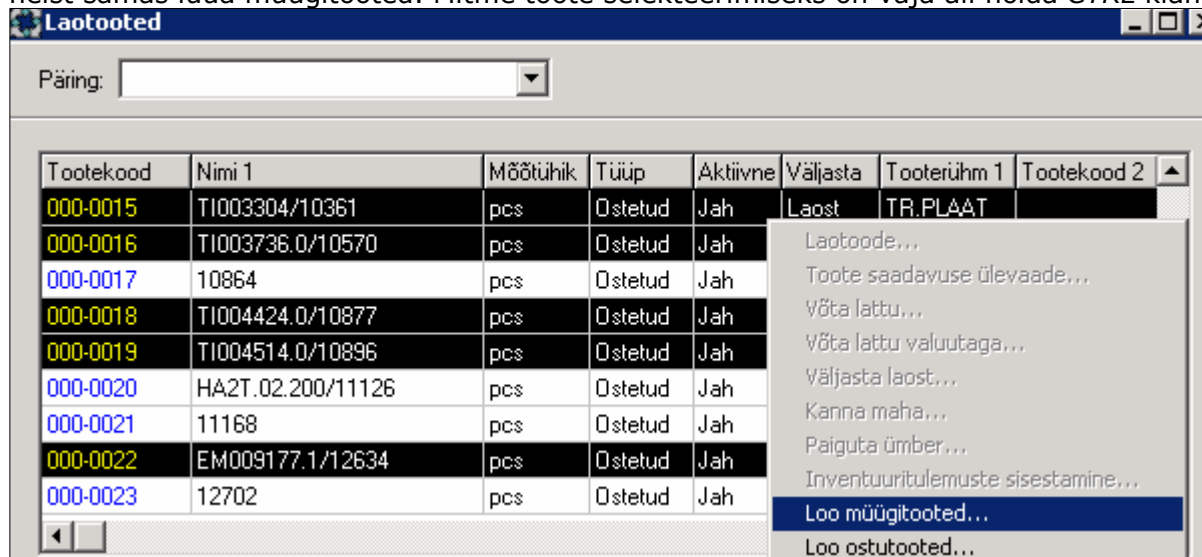 Laotooted
Päring:
Tootekood Nimi 1 Mõõtühik Tüüp Aktiivne Väljasta Tooterühm 1 Tootekood 2
000-0015 TI003304/10361 pcs Ostetud Jah Laost TR.PLAAT
000-0016 TI003736.0/10570 pcs Ostetud Jah
000-0017 10864 pcs Ostetud Jah
000-0018 TI004424.0/10877 pcs Ostetud Jah
000-0019 TI004514.0/10896 pcs Ostetud Jah
000-0020 HA2T.02.200/11126 pcs Ostetud Jah
000-0021 11168 pcs Ostetud Jah
000-0022 EM009177.1/12634 pcs Ostetud Jah
000-0023 12702 pcs Ostetud Jah
Laotoode...
Toote saadavuse ülevaade...
Võta lattu...
Võta lattu valuutaga...
Väljasta laost...
Kanna maha...
Paiguta ümber...
Inventuuritulemuste sisestamine...
Loo müügitooted...
Loo ostutooted...